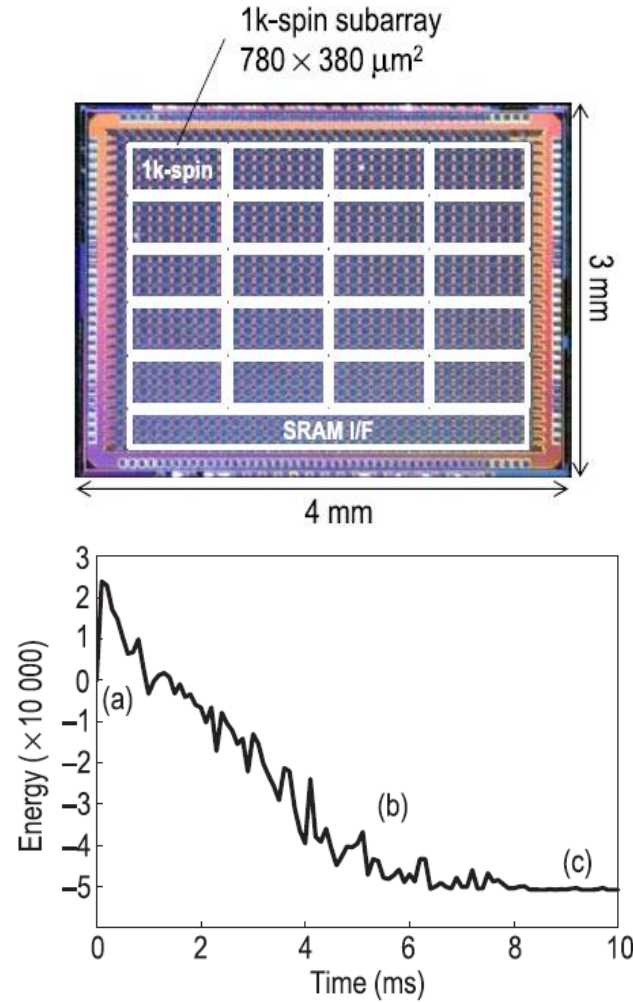 1k-spin subarray
780 × 380 μm²
1k-spin
SRAM I/F
3 mm
4 mm
3
2
1
0
–1
–2
–3
–4
–5
Energy (× 10 000)
(a)
(b)
(c)
0 2 4 6 8 10
Time (ms)